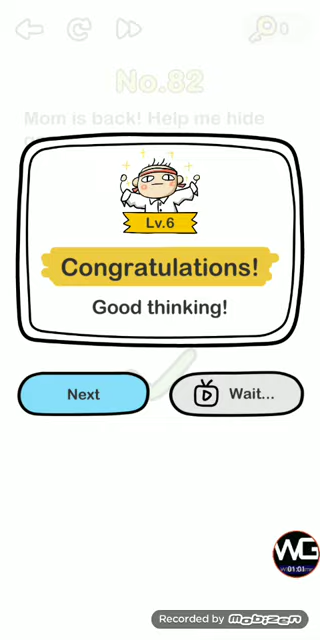 0
No.82
Mom is back! Help me hide
Lv.6
Congratulations!
Good thinking!
Next
Wait...
WG
01:01
Recorded by mobizen